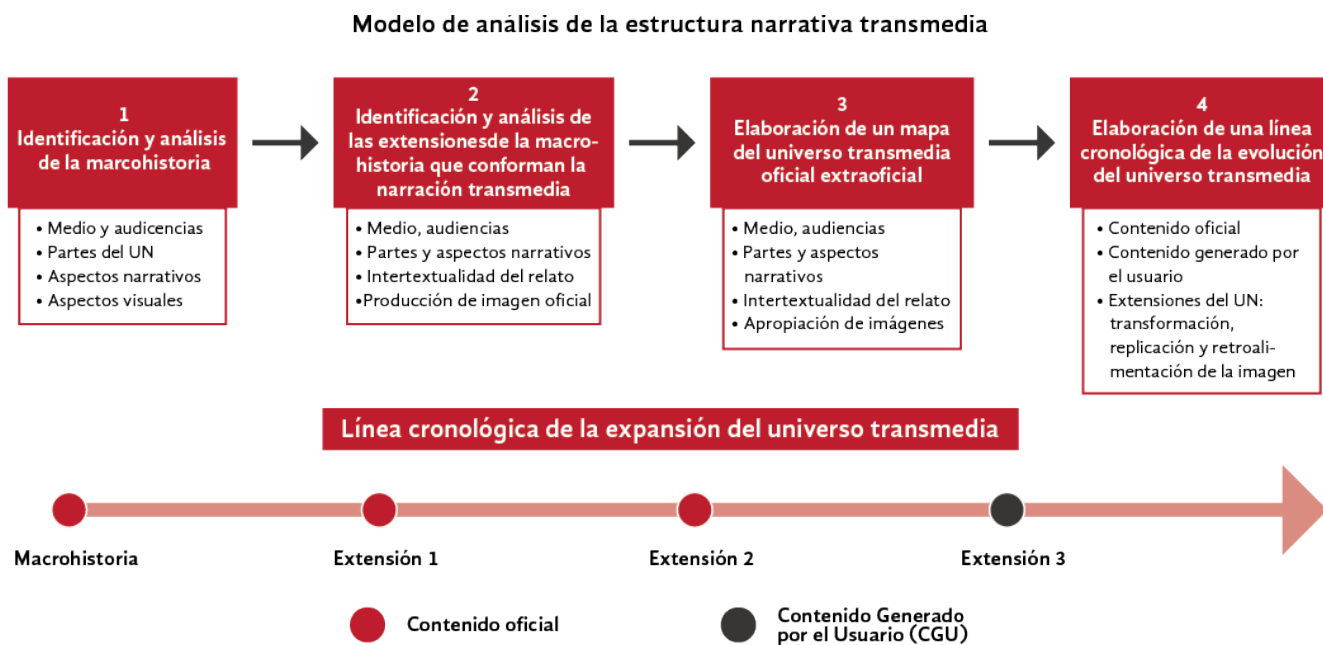 Modelo de análisis de la estructura narrativa transmedia
1
Identificación y análisis
de la marcohistoria
• Medio y audicencias
• Partes del UN
• Aspectos narrativos
• Aspectos visuales
2
Identificación y análisis de
las extensionesde la macro-
historia que conforman la
narración transmedia
• Medio, audiencias
• Partes y aspectos narrativos
• Intertextualidad del relato
•Producción de imagen oficial
3
Elaboración de un mapa
del universo transmedia
oficial extraoficial
• Medio, audiencias
• Partes y aspectos
narrativos
• Intertextualidad del relato
• Apropiación de imágenes
4
Elaboración de una línea
cronológica de la evolución
del universo transmedia
• Contenido oficial
• Contenido generado por
el usuario
• Extensiones del UN:
transformación,
replicación y retroali-
mentación de la imagen
Línea cronológica de la expansión del universo transmedia
Macrohistoria
Extensión 1
Extensión 2
Extensión 3
Contenido oficial
Contenido Generado
por el Usuario (CGU)